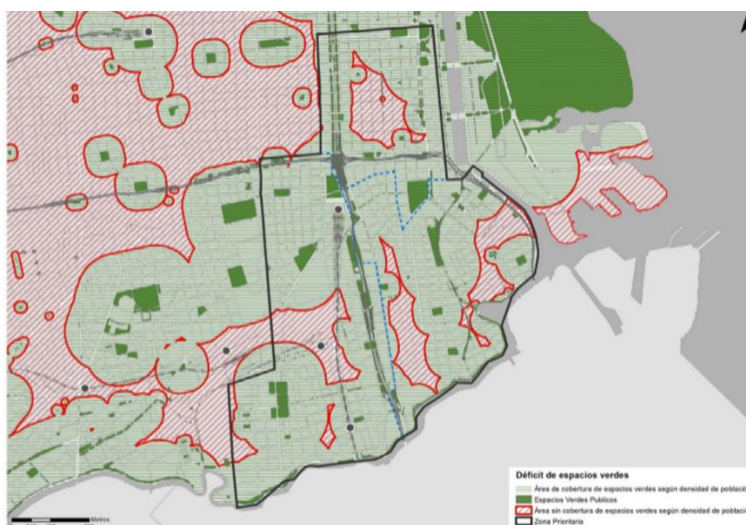 Metros
Déficit de espacios verdes
Área de cobertura de espacios verdes según densidad de població
Espacios Verdes Publicos
Área sin cobertura de espacios verdes según densidad de població
Zona Prioritaria